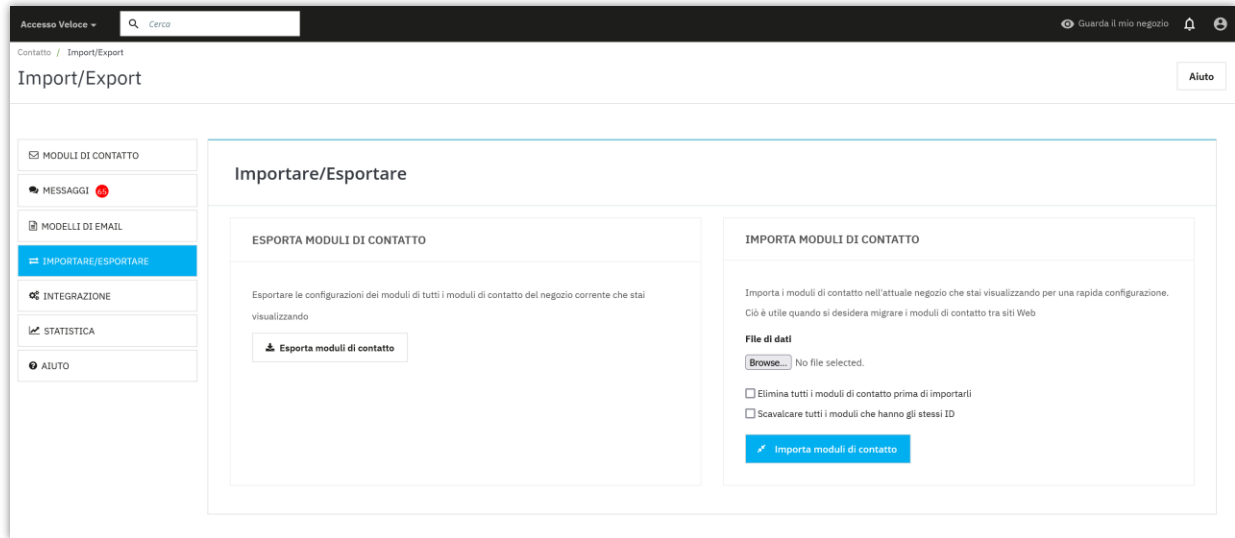 Accesso Veloce
Cerca
Guarda il mio negozio
Contatto / Import/Export
Import/Export
Aiuto
MODULI DI CONTATTO
MESSAGGI 65
MODELLI DI EMAIL
IMPORTARE/ESPORTARE
INTEGRAZIONE
STATISTICA
AIUTO
Importare/Esportare
ESPORTA MODULI DI CONTATTO
Esportare le configurazioni dei moduli di tutti i moduli di contatto del negozio corrente che stai
visualizzando
Esporta moduli di contatto
IMPORTA MODULI DI CONTATTO
Importa i moduli di contatto nell'attuale negozio che stai visualizzando per una rapida configurazione.
Ciò è utile quando si desidera migrare i moduli di contatto tra siti Web
File di dati
Browse... No file selected.
Elimina tutti i moduli di contatto prima di importarli
Scavalcare tutti i moduli che hanno gli stessi ID
Importa moduli di contatto